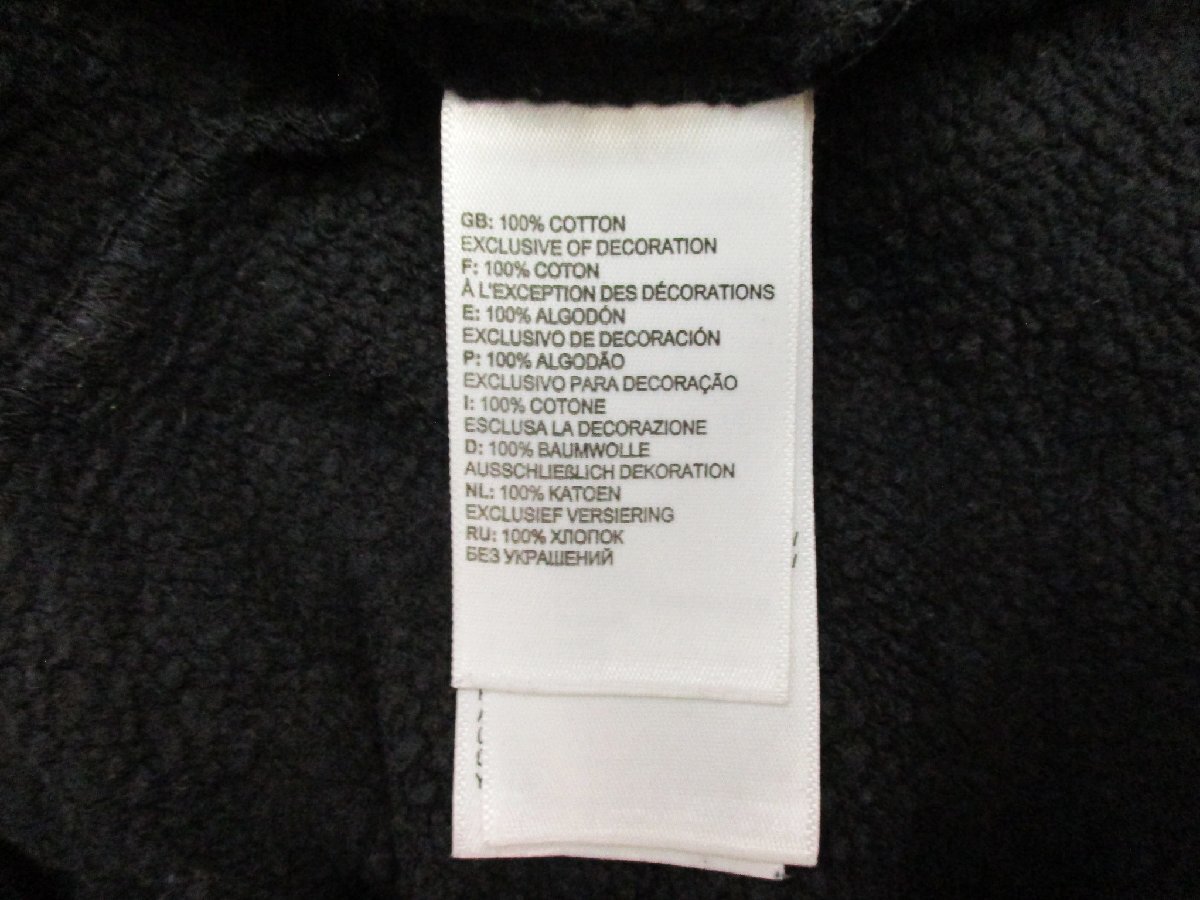 GB: 100% COTTON
EXCLUSIVE OF DECORATION
F: 100% COTON
À L'EXCEPTION DES DÉCORATIONS
E: 100% ALGODÓN
EXCLUSIVO DE DECORACIÓN
P: 100% ALGODÃO
EXCLUSIVO PARA DECORAÇÃO
I: 100% COTONE
ESCLUSA LA DECORAZIONE
D: 100% BAUMWOLLE
AUSSCHLIEßLICH DEKORATION
NL: 100% KATOEN
EXCLUSIEF VERSIERING
RU: 100% ХЛОПОК
БЕЗ УКРАШЕНИЙ